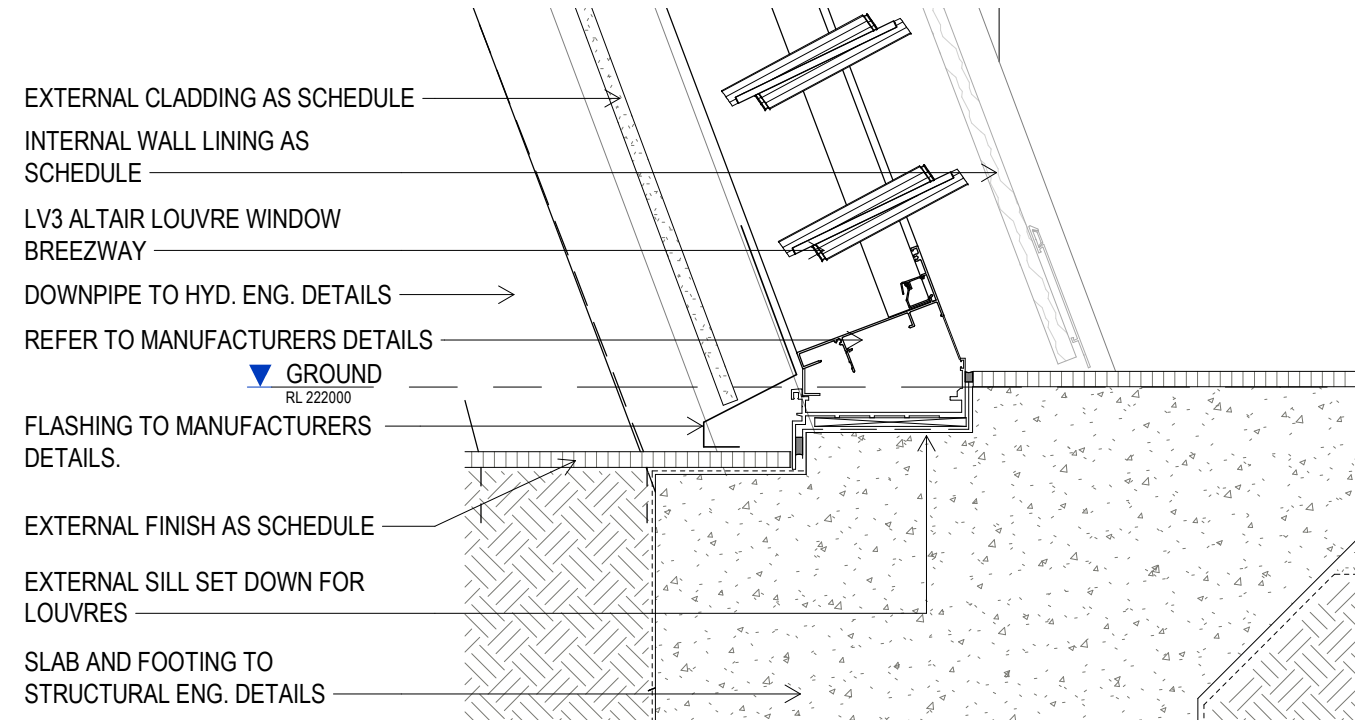 EXTERNAL CLADDING AS SCHEDULE
INTERNAL WALL LINING AS
SCHEDULE
LV3 ALTAIR LOUVRE WINDOW
BREEZWAY
DOWNPIPE TO HYD. ENG. DETAILS
REFER TO MANUFACTURERS DETAILS
GROUND
RL 222000
FLASHING TO MANUFACTURERS
DETAILS.
EXTERNAL FINISH AS SCHEDULE
EXTERNAL SILL SET DOWN FOR
LOUVRES
SLAB AND FOOTING TO
STRUCTURAL ENG. DETAILS